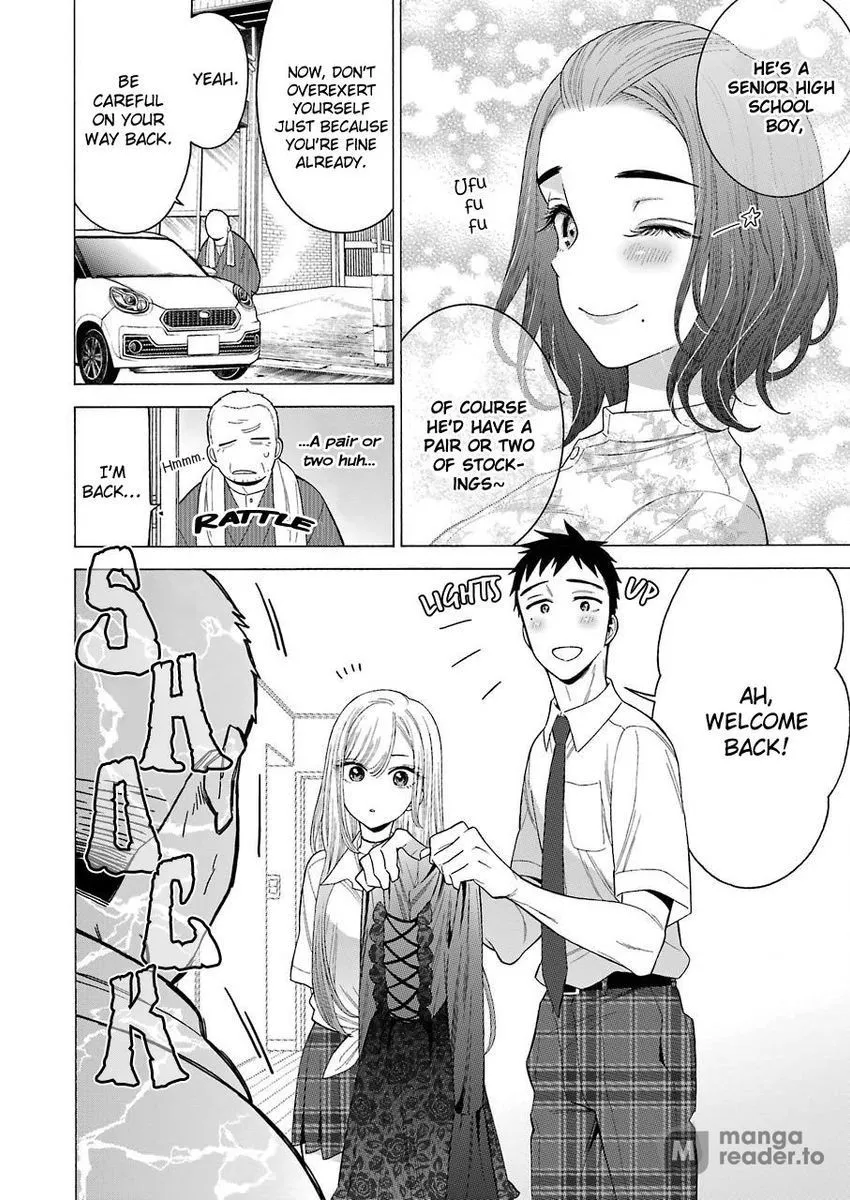 HE'S A
SENIOR HIGH
SCHOOL
BOY,
Ufu
fu
fu
OF COURSE
HE'D HAVE A
PAIR OR TWO
OF STOCK-
INGS~
NOW, DON'T
OVEREXERT
YOURSELF
JUST BECAUSE
YOU'RE FINE
ALREADY.
YEAH.
BE
CAREFUL
ON YOUR
WAY BACK.
...A pair or
two huh...
Hmmm.
RATTLE
I'M
BACK...
LIGHTS UP
AH,
WELCOME
BACK!
SHOCK
M manga
reader.to